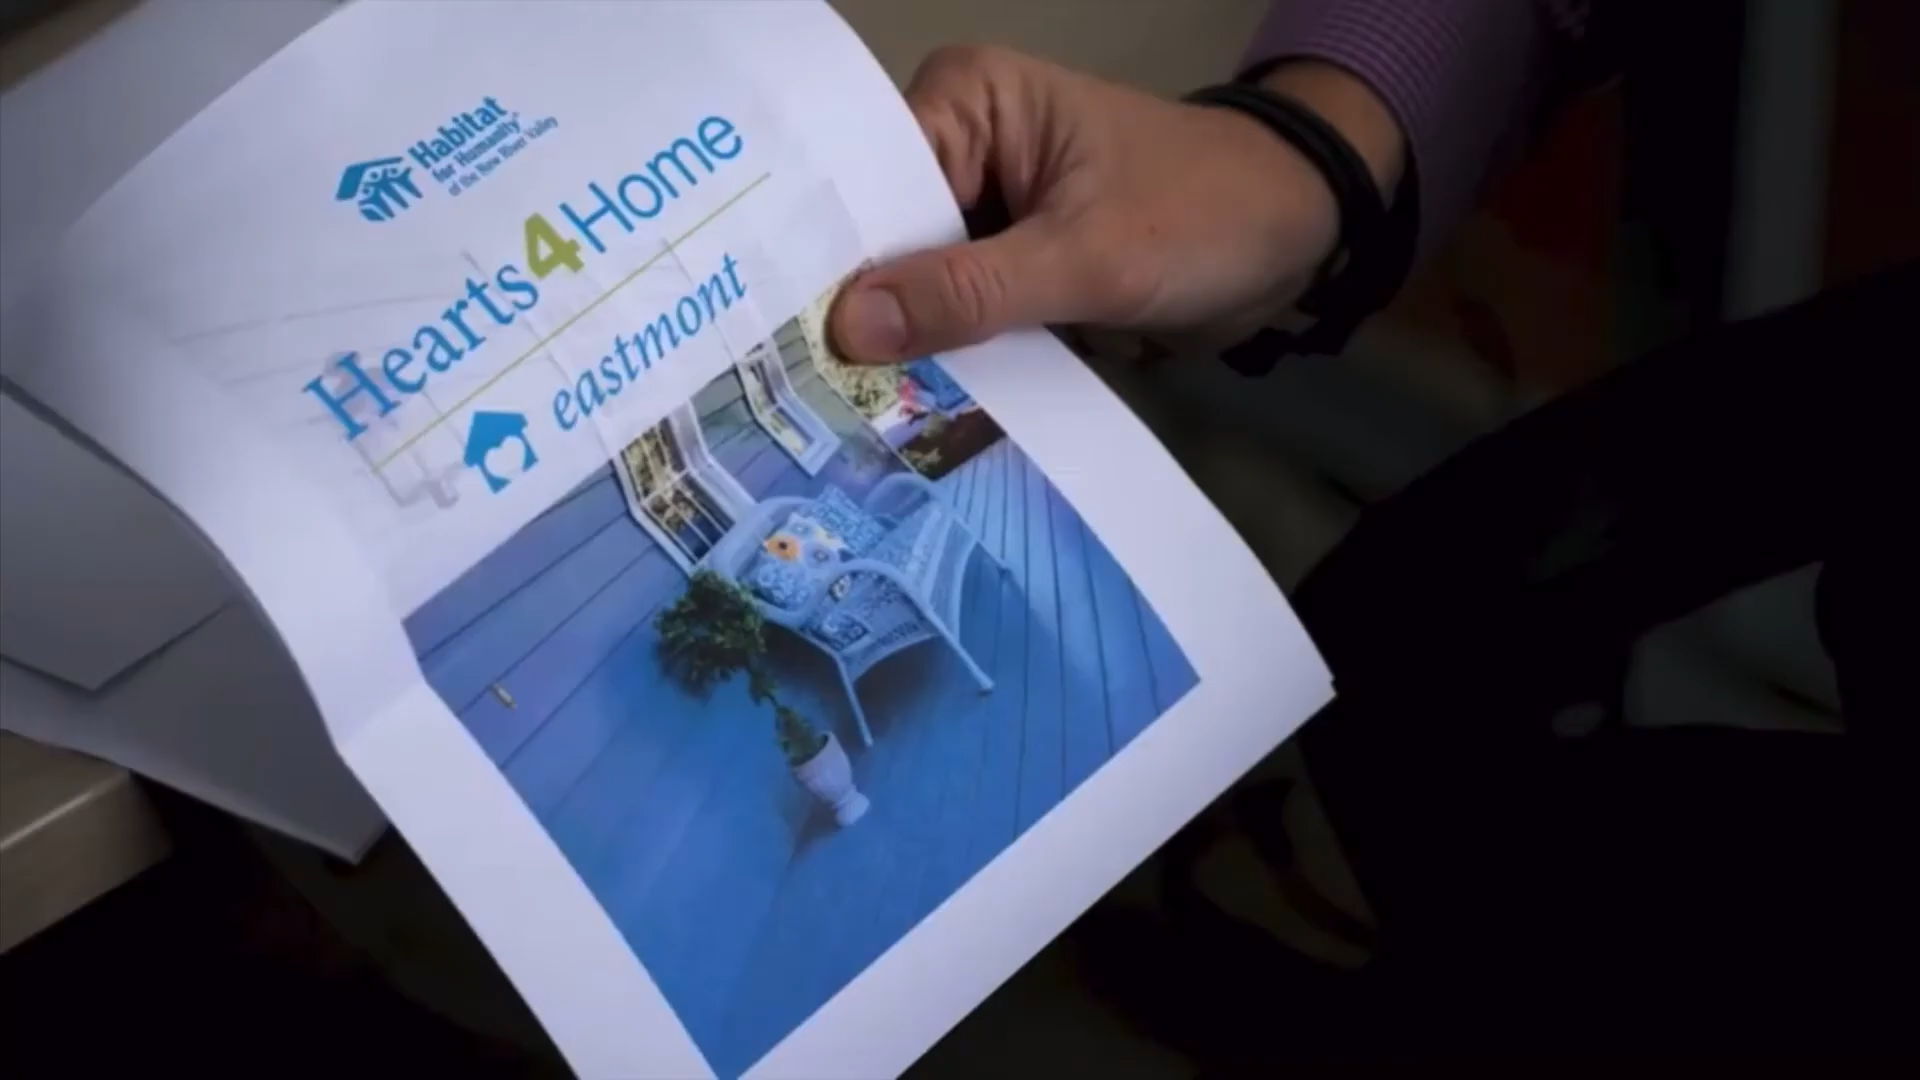 Habitat
for Humanity®
of the New River Valley
Hearts4Home
eastmont